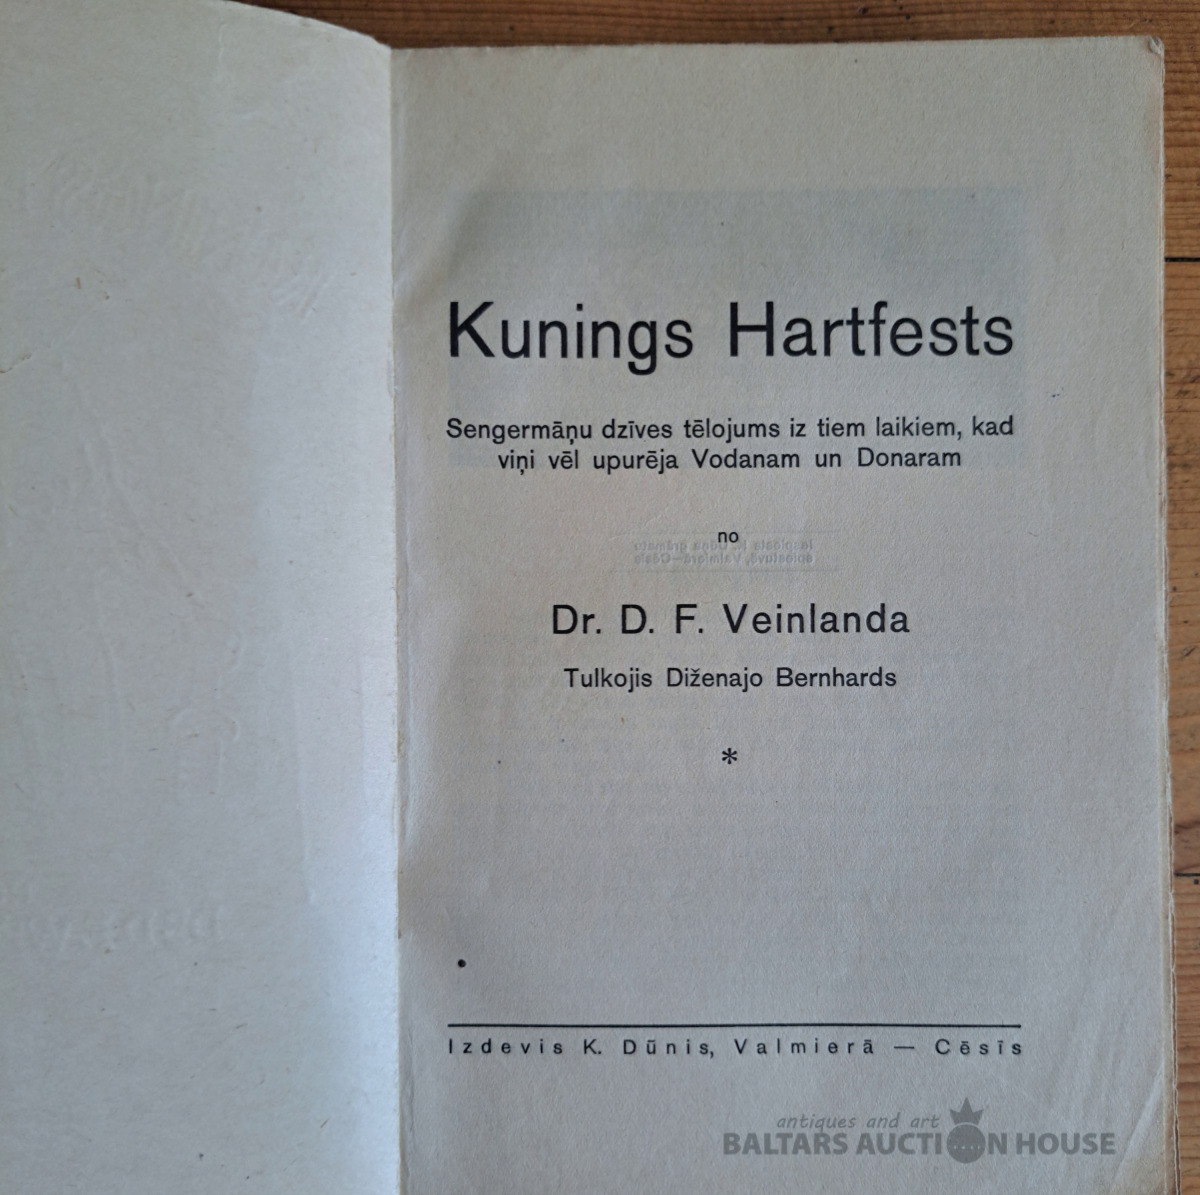 Kunings Hartfests
Sengermāņu dzīves tēlojums iz tiem laikiem, kad
viņi vēl upurēja Vodanam un Donaram
no
Dr. D. F. Veinlanda
Tulkojis Diženajo Bernhards
*
Izdevis K. Dūnis, Valmierā — Cēsīs
antiques and art
BALTARS AUCTION HOUSE